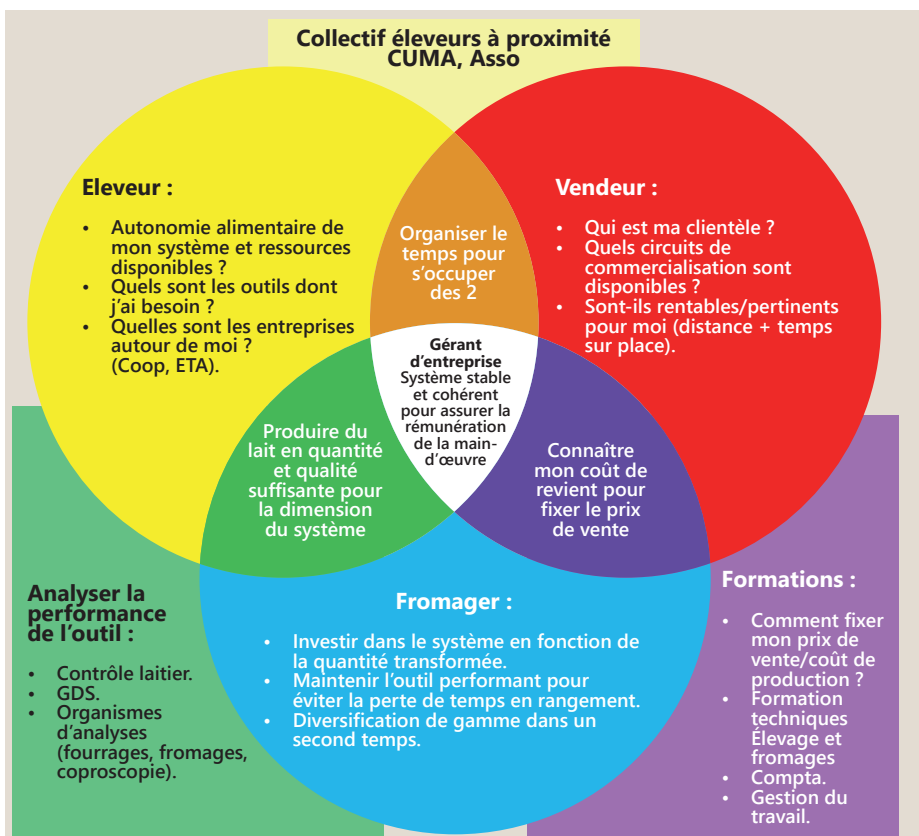 Collectif éleveurs à proximité
CUMA, Asso
Eleveur :
• Autonomie alimentaire de
mon système et ressources
disponibles ?
• Quels sont les outils dont
j'ai besoin ?
• Quelles sont les entreprises
autour de moi ?
(Coop, ETA).
Organiser le
temps pour
s'occuper
des 2
Vendeur :
• Qui est ma clientèle ?
• Quels circuits de
commercialisation sont
disponibles ?
• Sont-ils rentables/pertinents
pour moi (distance + temps
sur place).
Gérant
d'entreprise
Système stable
et cohérent
pour assurer la
rémunération
de la main-
d'œuvre
Produire du
lait en quantité
et qualité
suffisante pour
la dimension
du système
Connaître
mon coût de
revient pour
fixer le prix
de vente
Analyser la
performance
de l'outil :
• Contrôle laitier.
• GDS.
• Organismes
d'analyses
(fourrages, fromages,
coproscopie).
Fromager :
• Investir dans le système en fonction de
la quantité transformée.
• Maintenir l'outil performant pour
éviter la perte de temps en rangement.
• Diversification de gamme dans un
second temps.
Formations :
• Comment fixer
mon prix de
vente/coût de
production ?
• Formation
techniques
Élevage et
fromages
• Compta.
• Gestion du
travail.